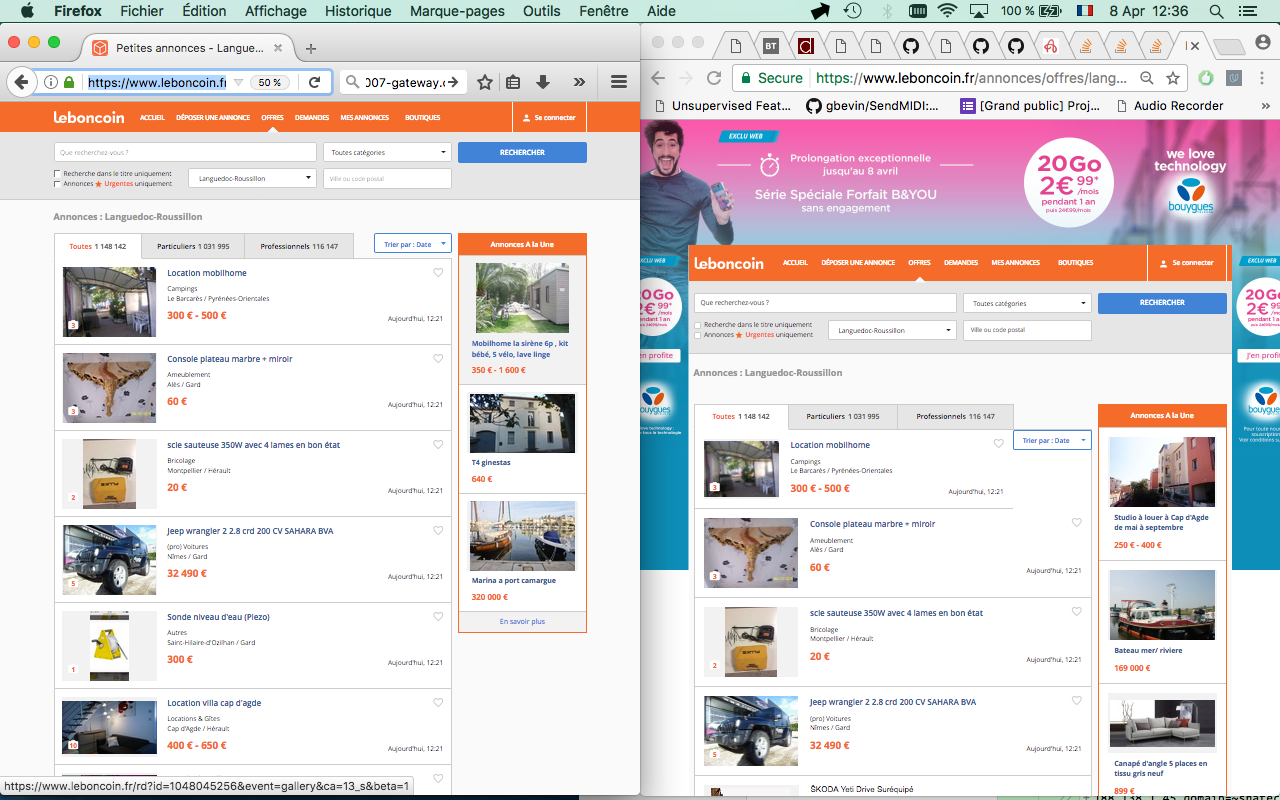 Firefox Fichier Édition Affichage Historique Marque-pages Outils Fenêtre Aide 100 % 8 Apr 12:36
Petites annonces - Langue...
https://www.leboncoin.fr 50 % 007-gateway.c
leboncoin ACCUEIL DÉPOSER UNE ANNONCE OFFRES DEMANDES MES ANNONCES BOUTIQUES Se connecter
Que recherchez-vous ? Toutes catégories RECHERCHER
Recherche dans le titre uniquement
Annonces Urgentes uniquement
Languedoc-Roussillon Ville ou code postal
Annonces : Languedoc-Roussillon
Toutes 1 148 142 Particuliers 1 031 995 Professionnels 116 147 Trier par : Date
Location mobilhome
Campings
Le Barcarès / Pyrénées-Orientales
300 € - 500 €
Aujourd'hui, 12:21
3
Console plateau marbre + miroir
Ameublement
Alès / Gard
60 €
Aujourd'hui, 12:21
3
scie sauteuse 350W avec 4 lames en bon état
Bricolage
Montpellier / Hérault
20 €
Aujourd'hui, 12:21
2
Jeep wrangler 2 2.8 crd 200 CV SAHARA BVA
(pro) Voitures
Nîmes / Gard
32 490 €
Aujourd'hui, 12:21
5
Sonde niveau d'eau (Piezo)
Autres
Saint-Hilaire-d'Ozilhan / Gard
300 €
Aujourd'hui, 12:21
1
Location villa cap d'agde
Locations & Gîtes
Cap d'Agde / Hérault
400 € - 650 €
Aujourd'hui, 12:21
10
Annonces A la Une
Mobilhome la sirène 6p , kit
bébé, 5 vélo, lave linge
350 € - 1 600 €
T4 ginestas
640 €
Marina a port camargue
320 000 €
En savoir plus
https://www.leboncoin.fr/rd?id=1048045256&event=gallery&ca=13_s&beta=1
BT
Secure https://www.leboncoin.fr/annonces/offres/lang...
Unsupervised Feat... gbevin/SendMIDI:... [Grand public] Proj... Audio Recorder
EXCLU WEB
Prolongation exceptionnelle
jusqu'au 8 avril
Série Spéciale Forfait B&YOU
sans engagement
20Go
2€99*
/mois
pendant 1 an
puis 24€99/mois
we love
technology
bouygues
EXCLU WEB
leboncoin ACCUEIL DÉPOSER UNE ANNONCE OFFRES DEMANDES MES ANNONCES BOUTIQUES Se connecter
EXCLU WEB
Que recherchez-vous ? Toutes catégories RECHERCHER
Recherche dans le titre uniquement
Annonces Urgentes uniquement
Languedoc-Roussillon Ville ou code postal
J'en profite
bouygues
Annonces : Languedoc-Roussillon
Toutes 1 148 142 Particuliers 1 031 995 Professionnels 116 147
Trier par : Date
Location mobilhome
Campings
Le Barcarès / Pyrénées-Orientales
300 € - 500 €
Aujourd'hui, 12:21
3
Console plateau marbre + miroir
Ameublement
Alès / Gard
60 €
Aujourd'hui, 12:21
3
scie sauteuse 350W avec 4 lames en bon état
Bricolage
Montpellier / Hérault
20 €
Aujourd'hui, 12:21
2
Jeep wrangler 2 2.8 crd 200 CV SAHARA BVA
(pro) Voitures
Nîmes / Gard
32 490 €
Aujourd'hui, 12:21
5
ŠKODA Yeti Drive Suréquipé
Annonces A la Une
Studio à louer à Cap d'Agde
de mai à septembre
250 € - 400 €
Bateau mer/ riviere
169 000 €
Canapé d'angle 5 places en
tissu gris neuf
899 €